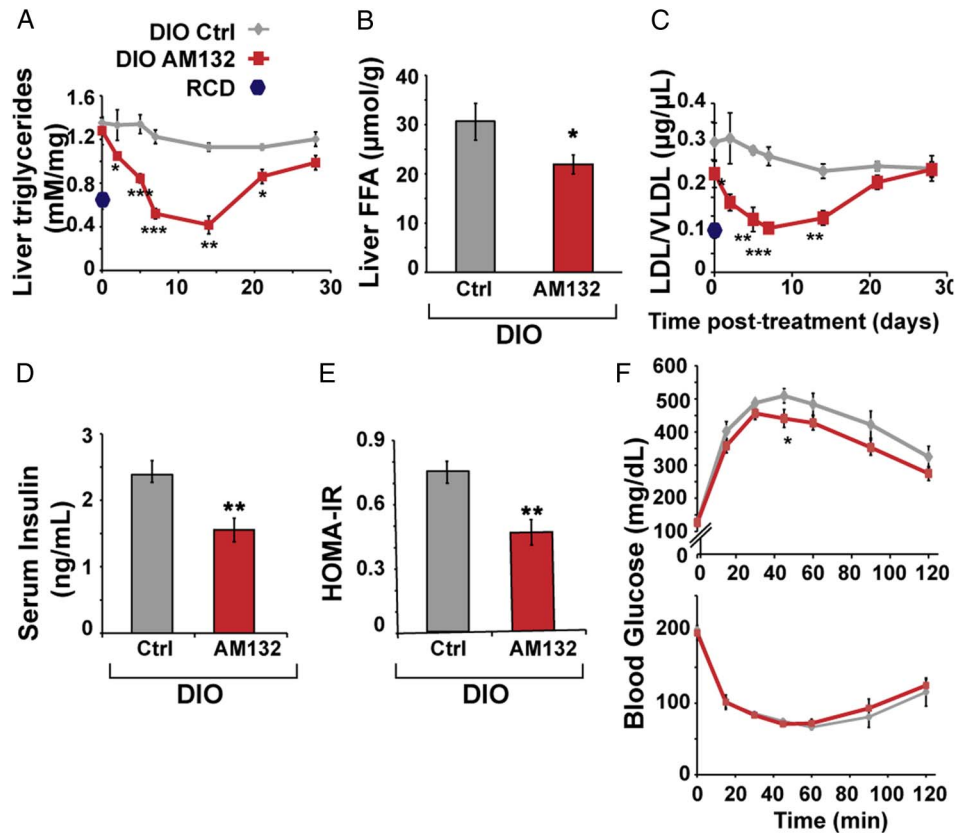 A
DIO Ctrl
DIO AM132
RCD
Liver triglycerides
(mM/mg)
1.6
1.2
0.8
0.4
0
*
***
***
**
*
0
10
20
30
B
Liver FFA (μmol/g)
40
30
20
10
0
*
Ctrl
AM132
DIO
C
LDL/VLDL (μg/μL)
0.4
0.3
0.2
0.1
0
*
**
***
**
0
10
20
30
Time post-treatment (days)
D
Serum Insulin
(ng/mL)
3
2
1
0
**
Ctrl
AM132
DIO
E
HOMA-IR
0.9
0.6
0.3
0
**
Ctrl
AM132
DIO
F
Blood Glucose (mg/dL)
600
500
400
300
200
100
0
*
0 20 40 60 80 100 120
200
100
0
0 20 40 60 80 100 120
Time (min)